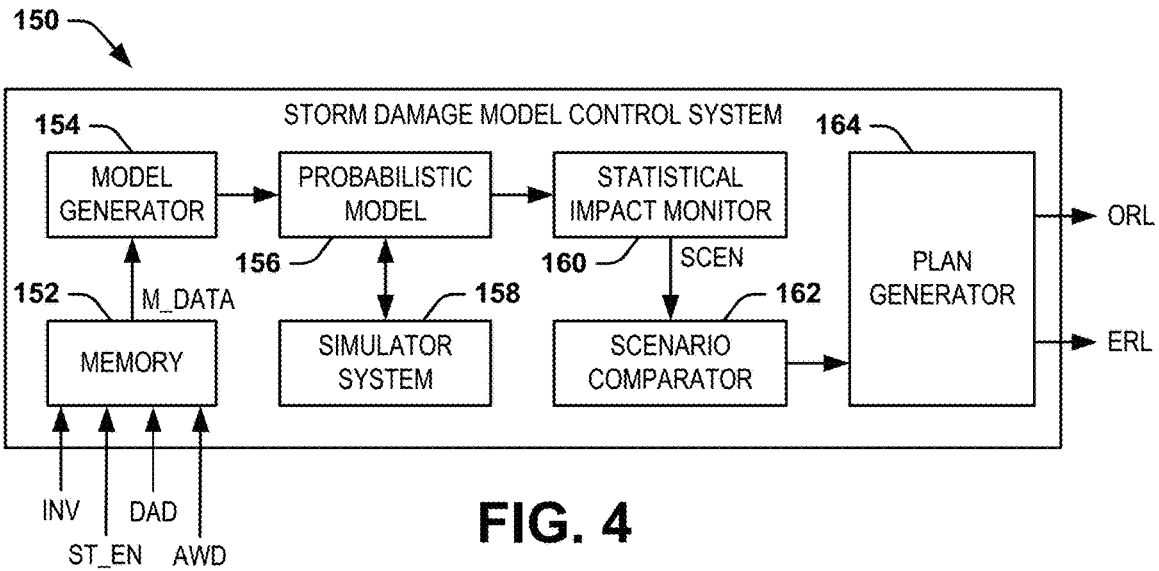 150
STORM DAMAGE MODEL CONTROL SYSTEM
154
164
MODEL
GENERATOR
PROBABILISTIC
MODEL
STATISTICAL
IMPACT MONITOR
ORL
156
160
SCEN
PLAN
GENERATOR
152
M_DATA
158
162
MEMORY
SIMULATOR
SYSTEM
SCENARIO
COMPARATOR
ERL
INV
DAD
ST_EN
AWD
FIG. 4